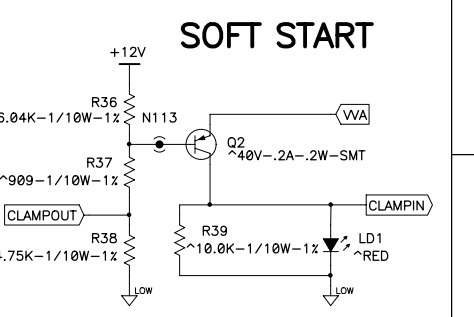 SOFT START
+12V
R36
6.04K-1/10W-1%
N113
VVA
Q2
^40V-.2A-.2W-SMT
R37
^909-1/10W-1%
CLAMPOUT
CLAMPIN
R39
^10.0K-1/10W-1%
LD1
^RED
R38
.75K-1/10W-1%
LOW
LOW